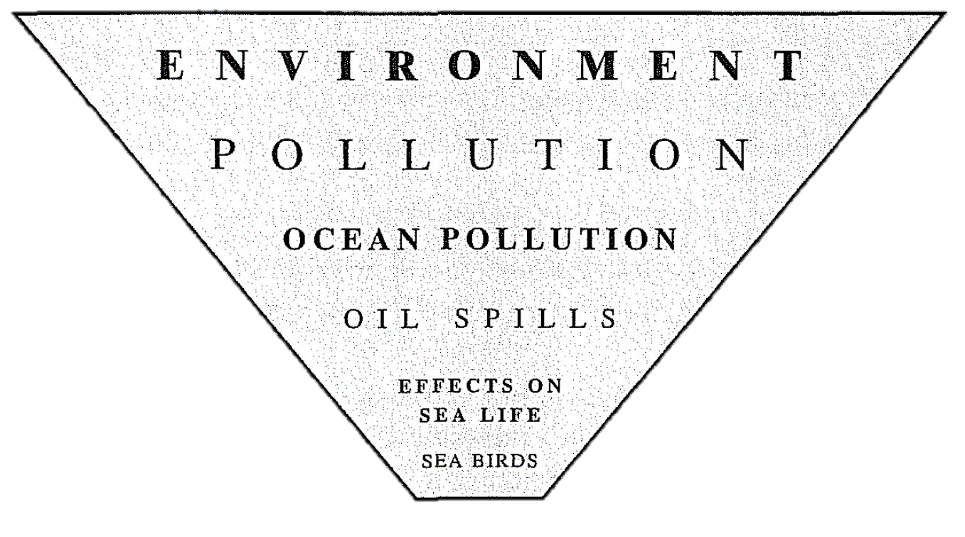 ENVIRONMENT
POLLUTION
OCEAN POLLUTION
OIL SPILLS
EFFECTS ON
SEA LIFE
SEA BIRDS